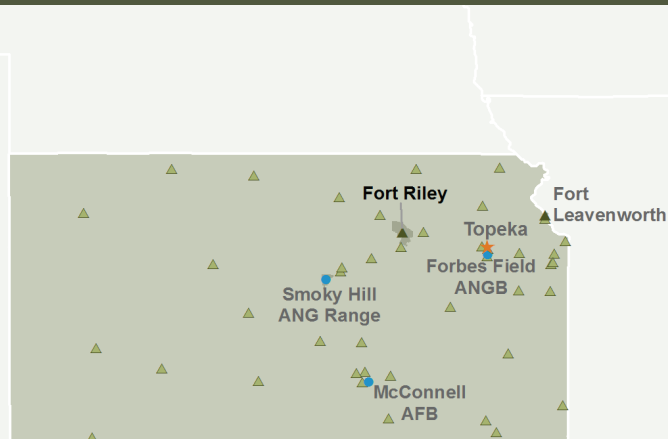 Fort Riley
Fort
Leavenworth
Topeka
Forbes Field
ANGB
Smoky Hill
ANG Range
McConnell
AFB